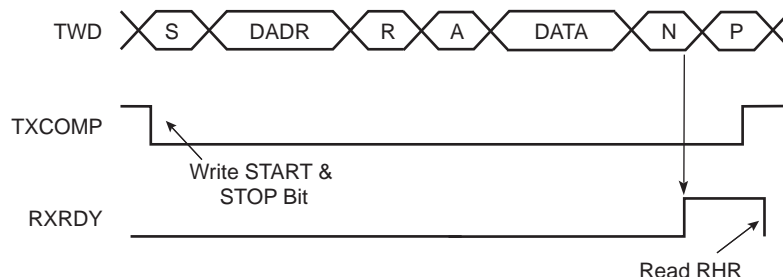 TWD S DADR R A DATA N P
TXCOMP
Write START &
STOP Bit
RXRDY
Read RHR